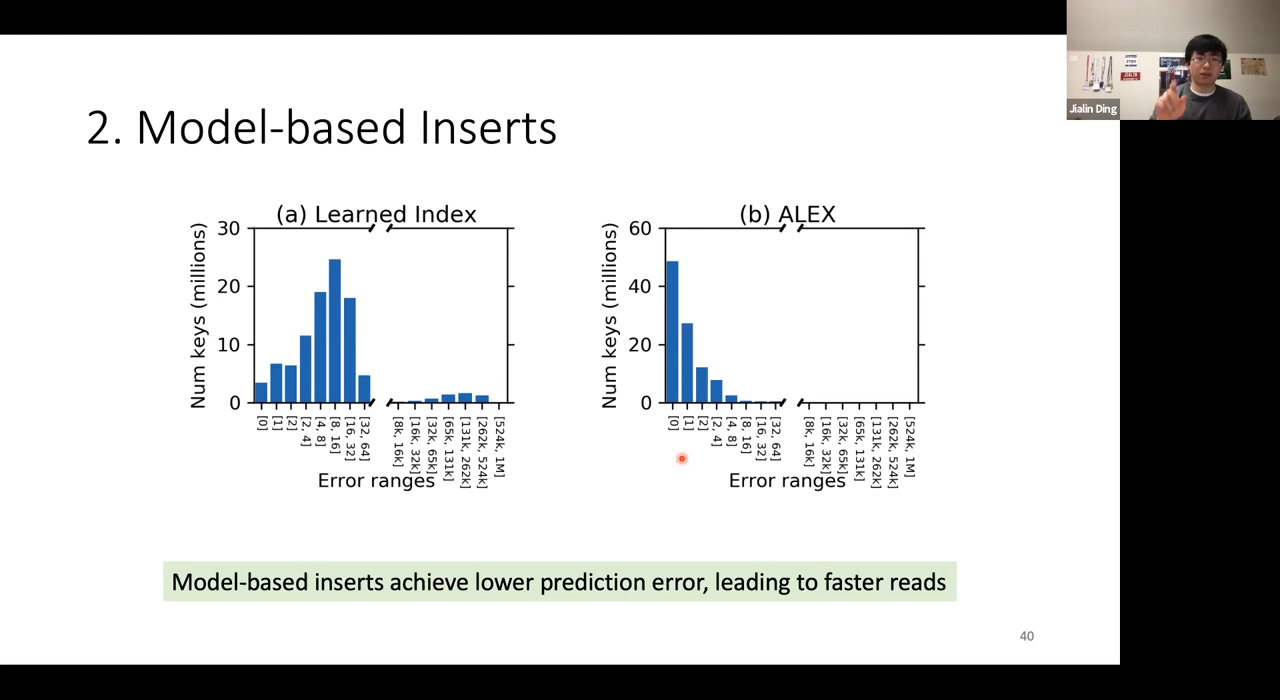 Jialin Ding
2. Model-based Inserts
(a) Learned Index
Num keys (millions)
30
20
10
0
[0]
[1]
[2]
[2, 4]
[4, 8]
[8, 16]
[16, 32]
[32, 64]
[8k, 16k]
[16k, 32k]
[32k, 65k]
[65k, 131k]
[131k, 262k]
[262k, 524k]
[524k, 1M]
Error ranges
(b) ALEX
Num keys (millions)
60
40
20
0
[0]
[1]
[2]
[2, 4]
[4, 8]
[8, 16]
[16, 32]
[32, 64]
[8k, 16k]
[16k, 32k]
[32k, 65k]
[65k, 131k]
[131k, 262k]
[262k, 524k]
[524k, 1M]
Error ranges
Model-based inserts achieve lower prediction error, leading to faster reads
40